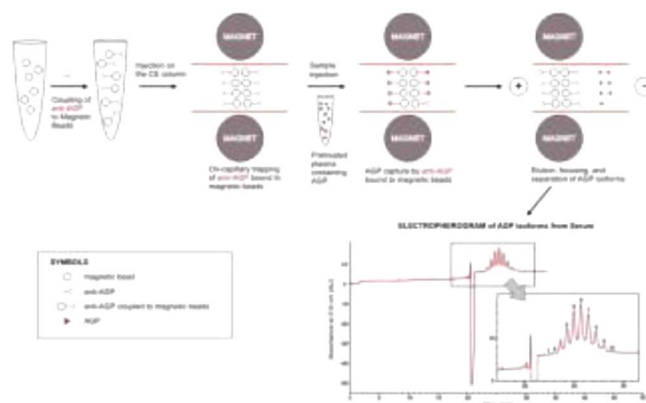 MAGNET
MAGNET
MAGNET
Coupling of
anti-AGP
to Magnetic
Beads
Injection on
the CE column
Sample
injection
MAGNET
MAGNET
MAGNET
On-capillary trapping
of anti-AGP bound to
magnetic beads
Pretreated
plasma
containing
AGP
AGP capture by anti-AGP
bound to magnetic beads
Elution, focusing, and
separation of AGP isoforms
ELECTROPHEROGRAM of AGP isoforms from Serum
SYMBOLS
magnetic bead
anti-AGP
anti-AGP coupled to magnetic beads
AGP